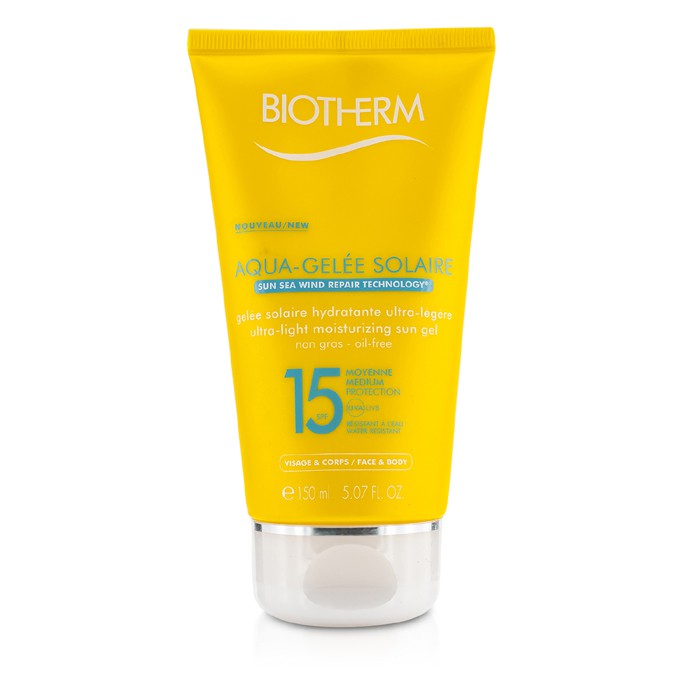 BIOTHERM
NOUVEAU/NEW
AQUA-GELÉE SOLAIRE
SUN SEA WIND REPAIR TECHNOLOGY*
gelée solaire hydratante ultra-légère
ultra-light moisturizing sun gel
non gras - oil-free
15
SPF
MOYENNE
MEDIUM
PROTECTION
UVA/UVB
RÉSISTANT À L'EAU
WATER RESISTANT
VISAGE & CORPS / FACE & BODY
e 150 ml 5.07 FL. OZ.